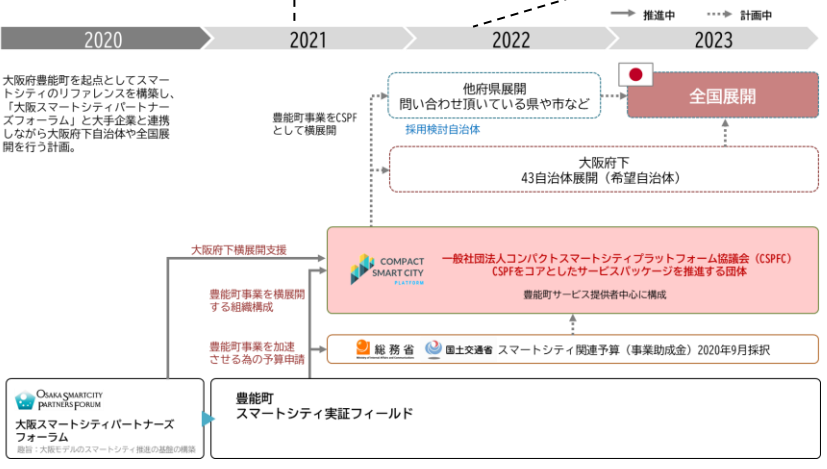 推進中
計画中
2020
2021
2022
2023
大阪府豊能町を起点としてスマー
トシティのリファレンスを構築し、
「大阪スマートシティパートナー
ズフォーラム」と大手企業と連携
しながら大阪府下自治体や全国展
開を行う計画。
他府県展開
問い合わせ頂いている県や市など
全国展開
豊能町事業をCSPF
として横展開
採用検討自治体
大阪府下
43自治体展開（希望自治体）
大阪府下横展開支援
COMPACT
SMART CITY
PLATFORM
一般社団法人コンパクトスマートシティプラットフォーム協議会（CSPFC）
CSPFをコアとしたサービスパッケージを推進する団体
豊能町サービス提供者中心に構成
豊能町事業を横展開
する組織構成
豊能町事業を加速
させる為の予算申請
総務省
Ministry of Internal Affairs and Communications
国土交通省
スマートシティ関連予算（事業助成金）2020年9月採択
OSAKA SMARTCITY
PARTNERS FORUM
大阪スマートシティパートナーズ
フォーラム
趣旨：大阪モデルのスマートシティ推進の基盤の構築
豊能町
スマートシティ実証フィールド